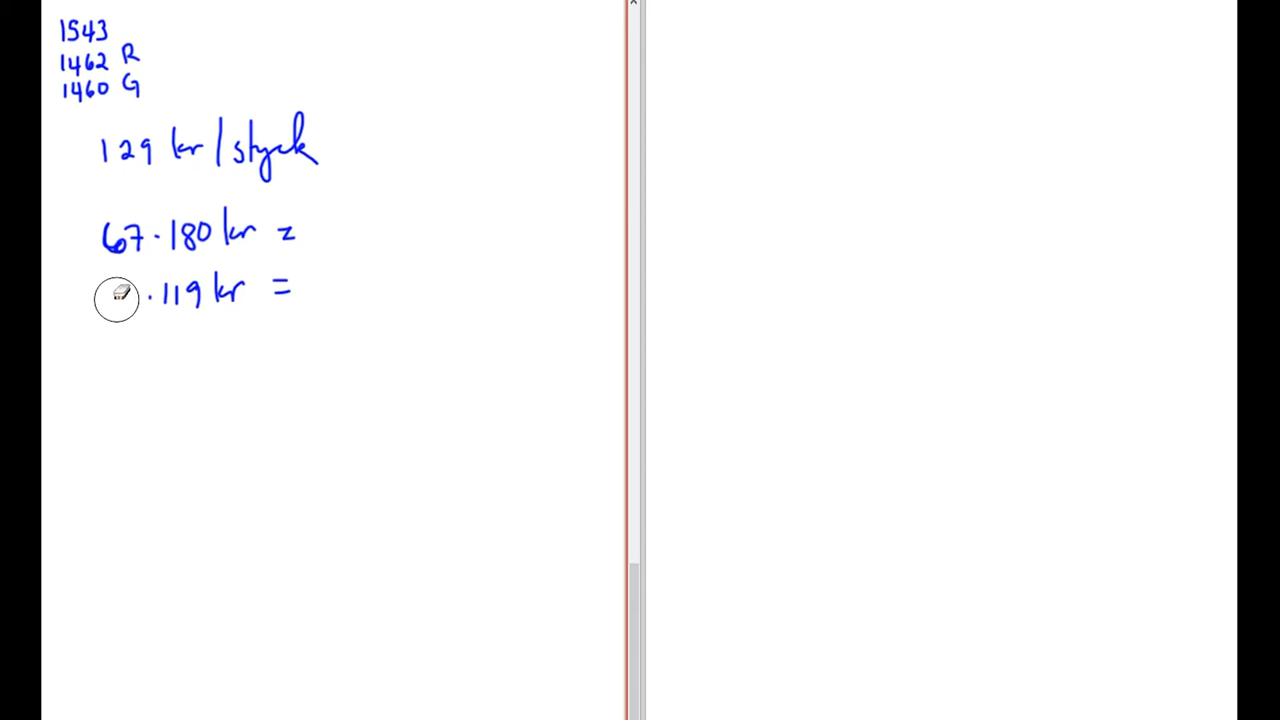 1543
1462 R
1460 G
129 kr/styck
67 · 180 kr =
· 119 kr =